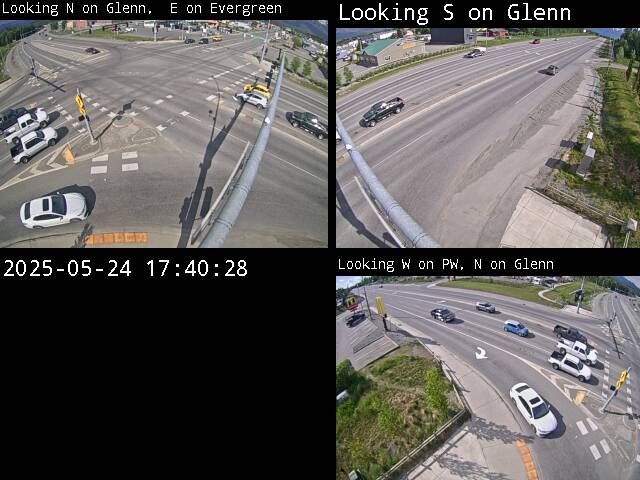 Looking N on Glenn,  E on Evergreen
Looking S on Glenn
2025-05-24 17:40:28
Looking W on PW, N on Glenn